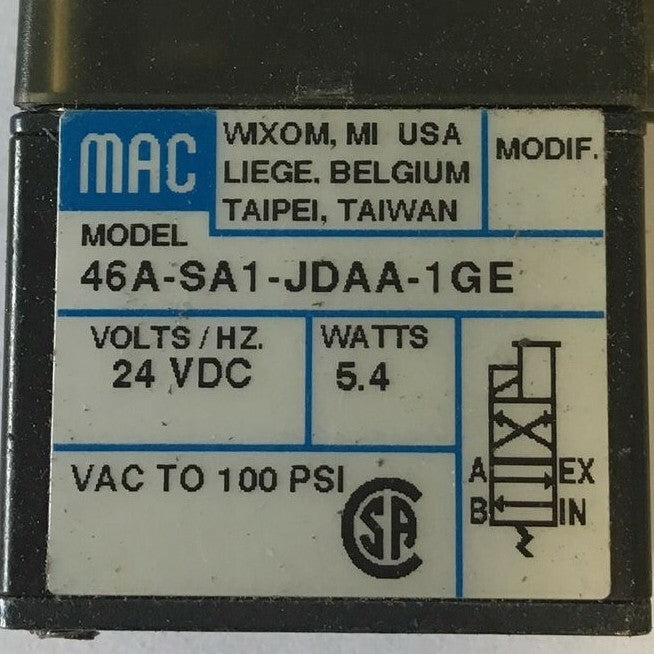 MAC
WIXOM, MI USA
LIEGE, BELGIUM
TAIPEI, TAIWAN
MODIF.
MODEL
46A-SA1-JDAA-1GE
VOLTS/HZ.
24 VDC
WATTS
5.4
VAC TO 100 PSI
CSA
A EX
B IN